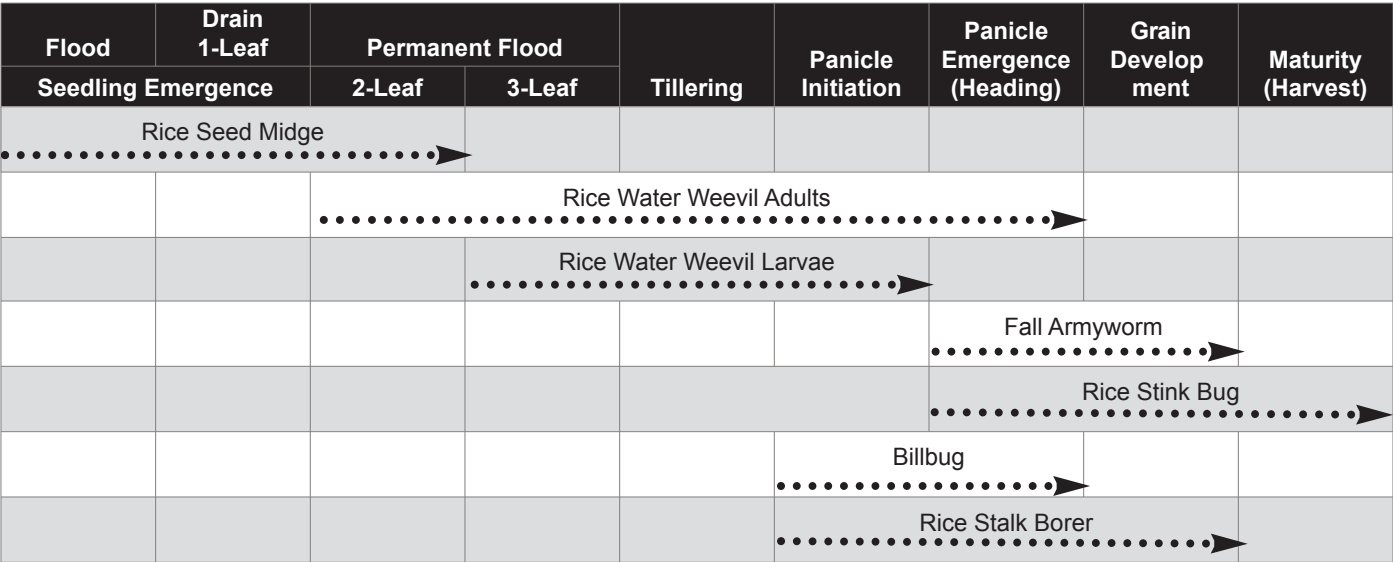 Flood
Drain
1-Leaf
Permanent Flood
Seedling Emergence
2-Leaf
3-Leaf
Tillering
Panicle
Initiation
Panicle
Emergence
(Heading)
Grain
Develop
ment
Maturity
(Harvest)
Rice Seed Midge
Rice Water Weevil Adults
Rice Water Weevil Larvae
Fall Armyworm
Rice Stink Bug
Billbug
Rice Stalk Borer